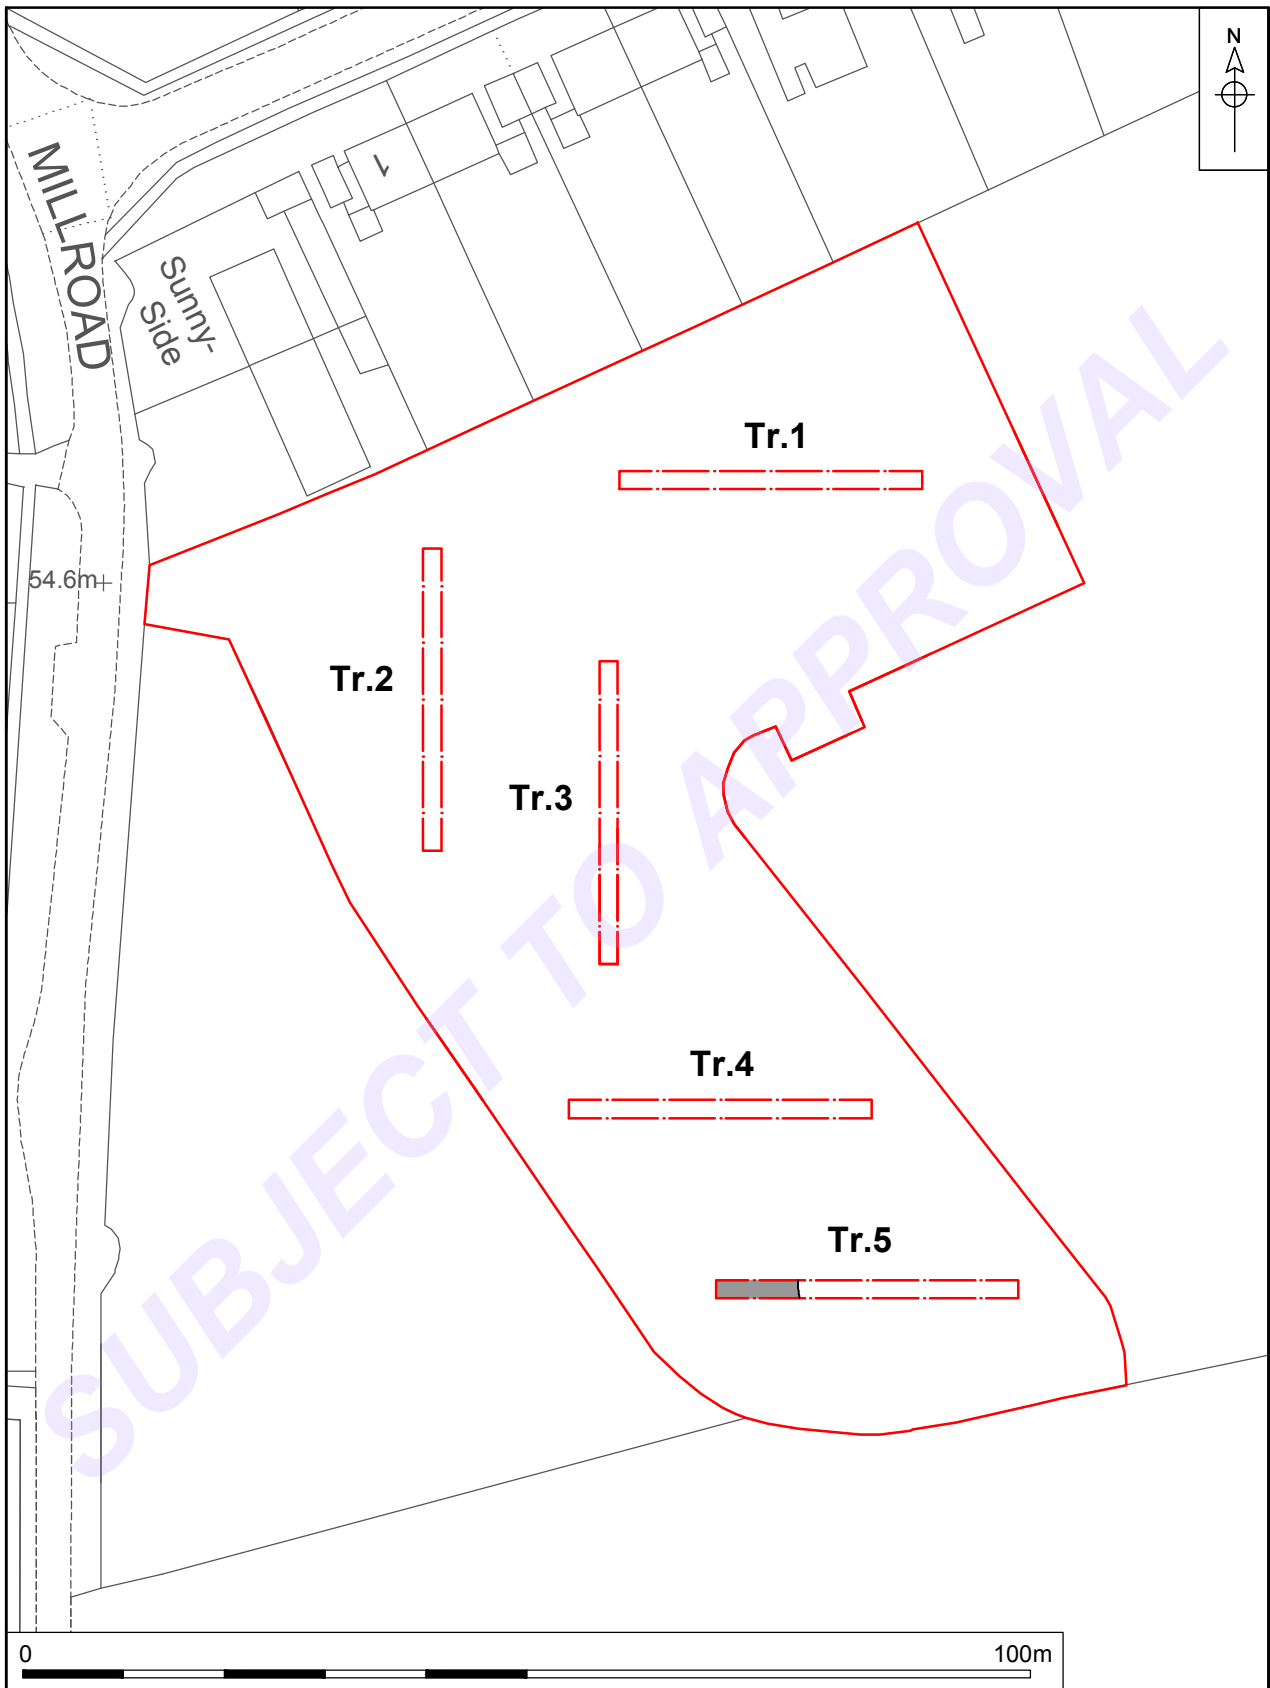 N
MILLROAD
1
Sunny-
Side
Tr.1
54.6m
Tr.2
Tr.3
Tr.4
Tr.5
SUBJECT TO APPROVAL
0 100m